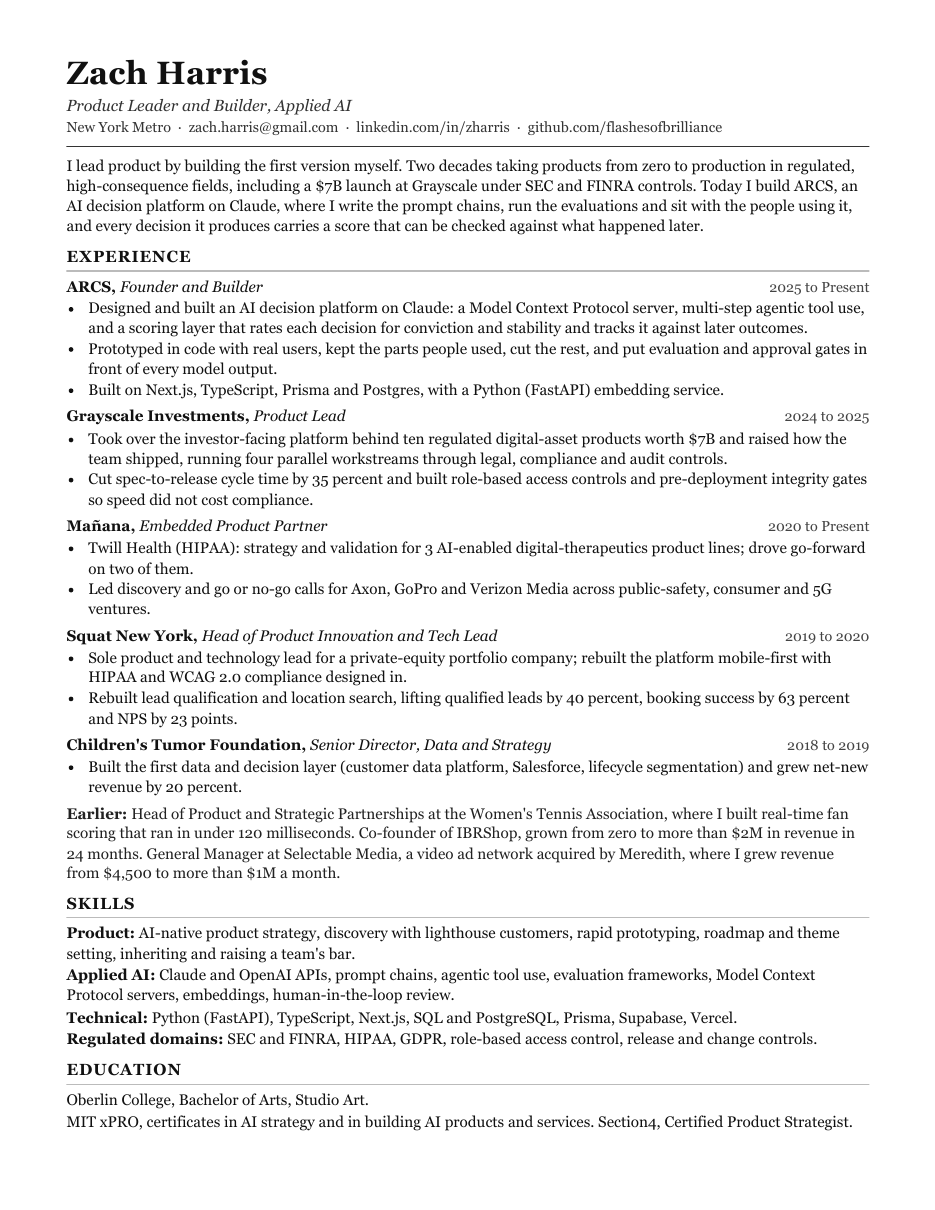 Zach Harris
Product Leader and Builder, Applied AI
New York Metro · zach.harris@gmail.com · linkedin.com/in/zharris · github.com/flashesofbrilliance
I lead product by building the first version myself. Two decades taking products from zero to production in regulated,
high-consequence fields, including a $7B launch at Grayscale under SEC and FINRA controls. Today I build ARCS, an
AI decision platform on Claude, where I write the prompt chains, run the evaluations and sit with the people using it,
and every decision it produces carries a score that can be checked against what happened later.
EXPERIENCE
ARCS, Founder and Builder 2025 to Present
• Designed and built an AI decision platform on Claude: a Model Context Protocol server, multi-step agentic tool use,
and a scoring layer that rates each decision for conviction and stability and tracks it against later outcomes.
• Prototyped in code with real users, kept the parts people used, cut the rest, and put evaluation and approval gates in
front of every model output.
• Built on Next.js, TypeScript, Prisma and Postgres, with a Python (FastAPI) embedding service.
Grayscale Investments, Product Lead 2024 to 2025
• Took over the investor-facing platform behind ten regulated digital-asset products worth $7B and raised how the
team shipped, running four parallel workstreams through legal, compliance and audit controls.
• Cut spec-to-release cycle time by 35 percent and built role-based access controls and pre-deployment integrity gates
so speed did not cost compliance.
Mañana, Embedded Product Partner 2020 to Present
• Twill Health (HIPAA): strategy and validation for 3 AI-enabled digital-therapeutics product lines; drove go-forward
on two of them.
• Led discovery and go or no-go calls for Axon, GoPro and Verizon Media across public-safety, consumer and 5G
ventures.
Squat New York, Head of Product Innovation and Tech Lead 2019 to 2020
• Sole product and technology lead for a private-equity portfolio company; rebuilt the platform mobile-first with
HIPAA and WCAG 2.0 compliance designed in.
• Rebuilt lead qualification and location search, lifting qualified leads by 40 percent, booking success by 63 percent
and NPS by 23 points.
Children's Tumor Foundation, Senior Director, Data and Strategy 2018 to 2019
• Built the first data and decision layer (customer data platform, Salesforce, lifecycle segmentation) and grew net-new
revenue by 20 percent.
Earlier: Head of Product and Strategic Partnerships at the Women's Tennis Association, where I built real-time fan
scoring that ran in under 120 milliseconds. Co-founder of IBRShop, grown from zero to more than $2M in revenue in
24 months. General Manager at Selectable Media, a video ad network acquired by Meredith, where I grew revenue
from $4,500 to more than $1M a month.
SKILLS
Product: AI-native product strategy, discovery with lighthouse customers, rapid prototyping, roadmap and theme
setting, inheriting and raising a team's bar.
Applied AI: Claude and OpenAI APIs, prompt chains, agentic tool use, evaluation frameworks, Model Context
Protocol servers, embeddings, human-in-the-loop review.
Technical: Python (FastAPI), TypeScript, Next.js, SQL and PostgreSQL, Prisma, Supabase, Vercel.
Regulated domains: SEC and FINRA, HIPAA, GDPR, role-based access control, release and change controls.
EDUCATION
Oberlin College, Bachelor of Arts, Studio Art.
MIT xPRO, certificates in AI strategy and in building AI products and services. Section4, Certified Product Strategist.